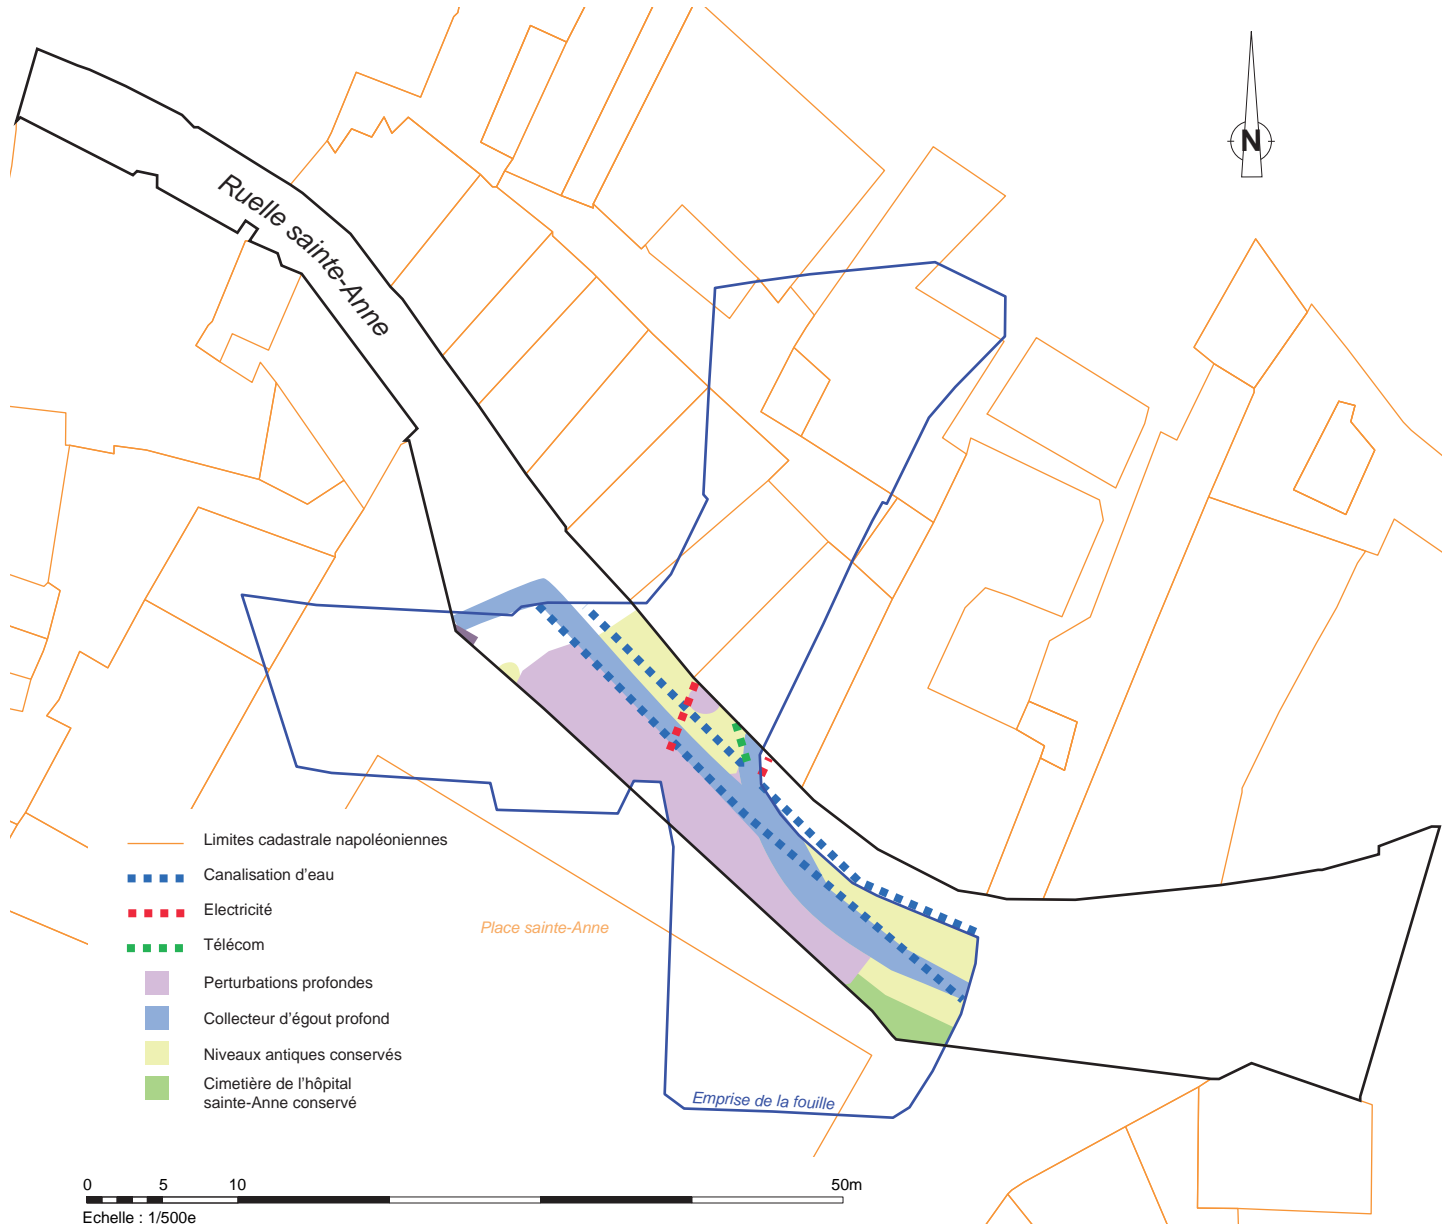 N
Ruelle sainte-Anne
Limites cadastrale napoléoniennes
Canalisation d'eau
Electricité
Télécom
Perturbations profondes
Collecteur d'égout profond
Niveaux antiques conservés
Cimetière de l'hôpital
sainte-Anne conservé
Place sainte-Anne
Emprise de la fouille
0 5 10 50m
Echelle : 1/500e